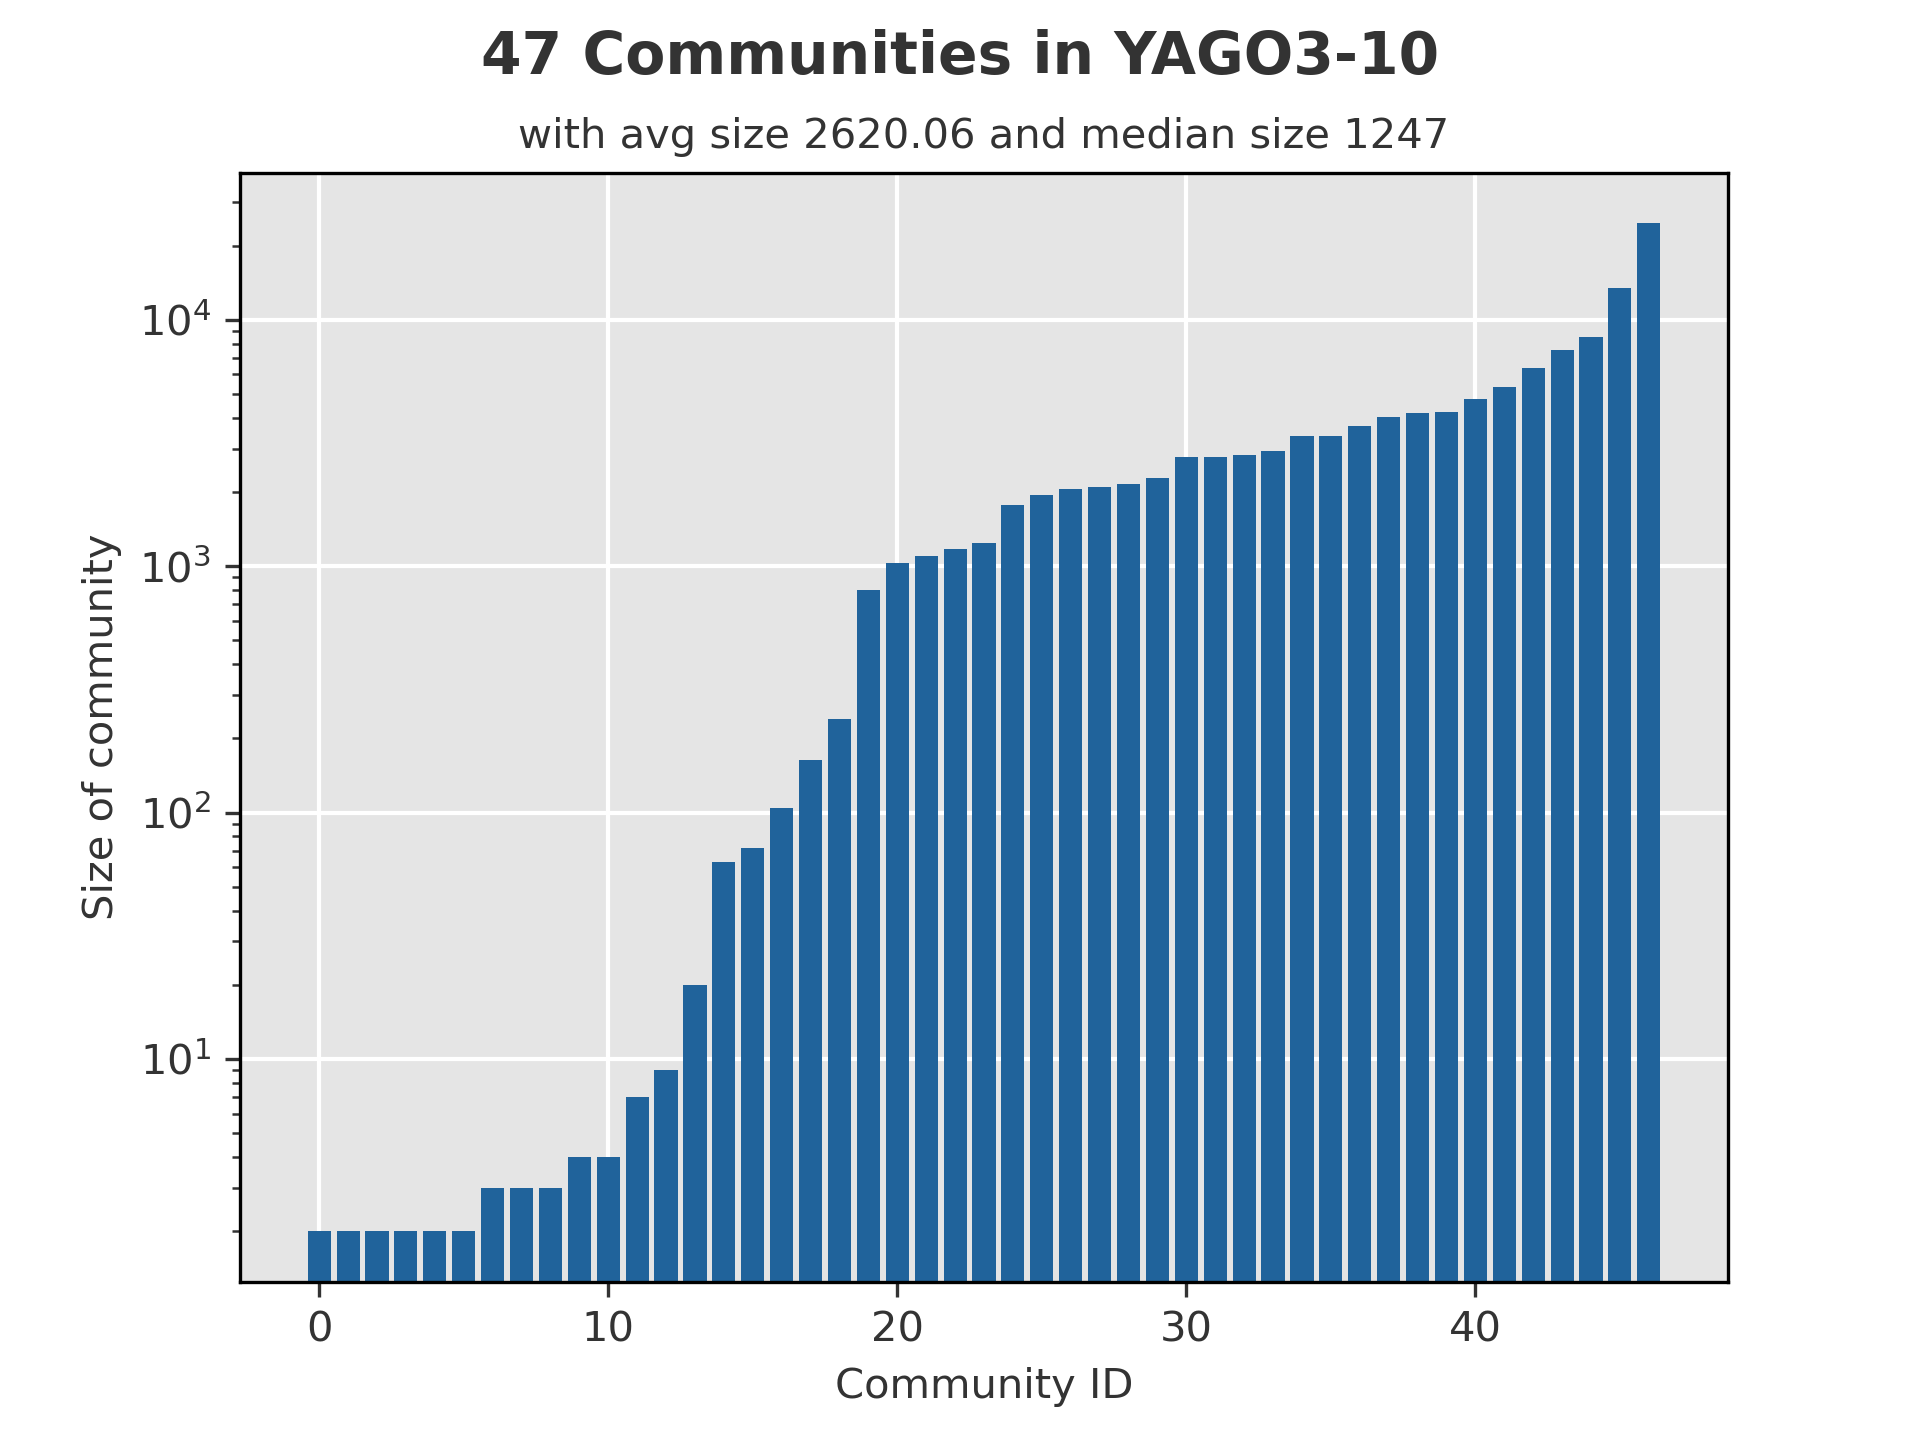 47 Communities in YAGO3-10
with avg size 2620.06 and median size 1247
Size of community
10⁴
10³
10²
10¹
0 10 20 30 40
Community ID